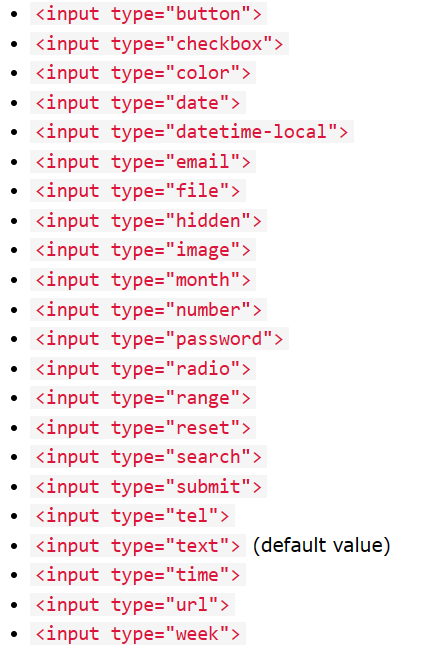 <input type="button">
<input type="checkbox">
<input type="color">
<input type="date">
<input type="datetime-local">
<input type="email">
<input type="file">
<input type="hidden">
<input type="image">
<input type="month">
<input type="number">
<input type="password">
<input type="radio">
<input type="range">
<input type="reset">
<input type="search">
<input type="submit">
<input type="tel">
<input type="text"> (default value)
<input type="time">
<input type="url">
<input type="week">